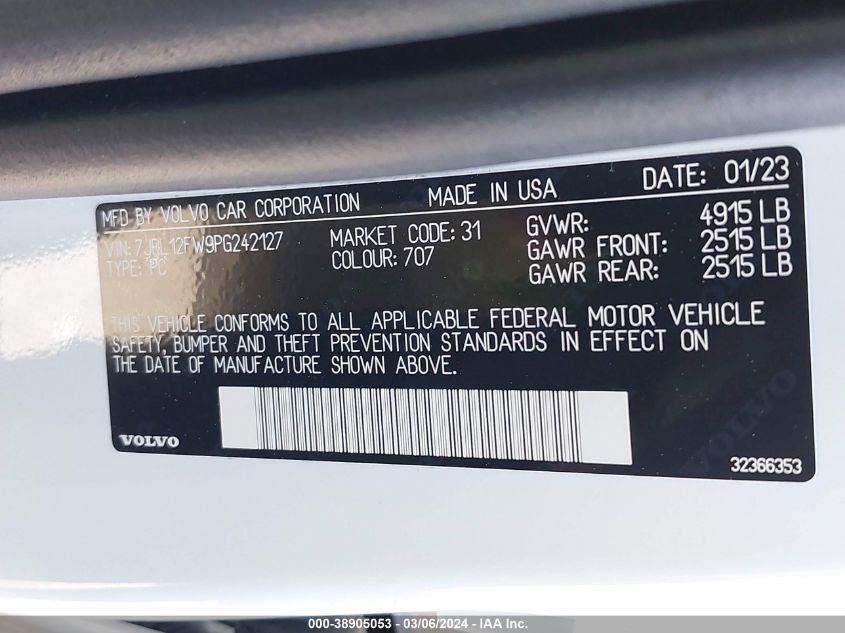 MFD BY VOLVO CAR CORPORATION MADE IN USA DATE: 01/23
VIN: 7JRL12FW9PG242127 MARKET CODE: 31 GVWR: 4915 LB
TYPE: PC COLOUR: 707 GAWR FRONT: 2515 LB
GAWR REAR: 2515 LB
THIS VEHICLE CONFORMS TO ALL APPLICABLE FEDERAL MOTOR VEHICLE
SAFETY, BUMPER AND THEFT PREVENTION STANDARDS IN EFFECT ON
THE DATE OF MANUFACTURE SHOWN ABOVE.
VOLVO
VOLVO
32366353
000-38905053 - 03/06/2024 - IAA Inc.